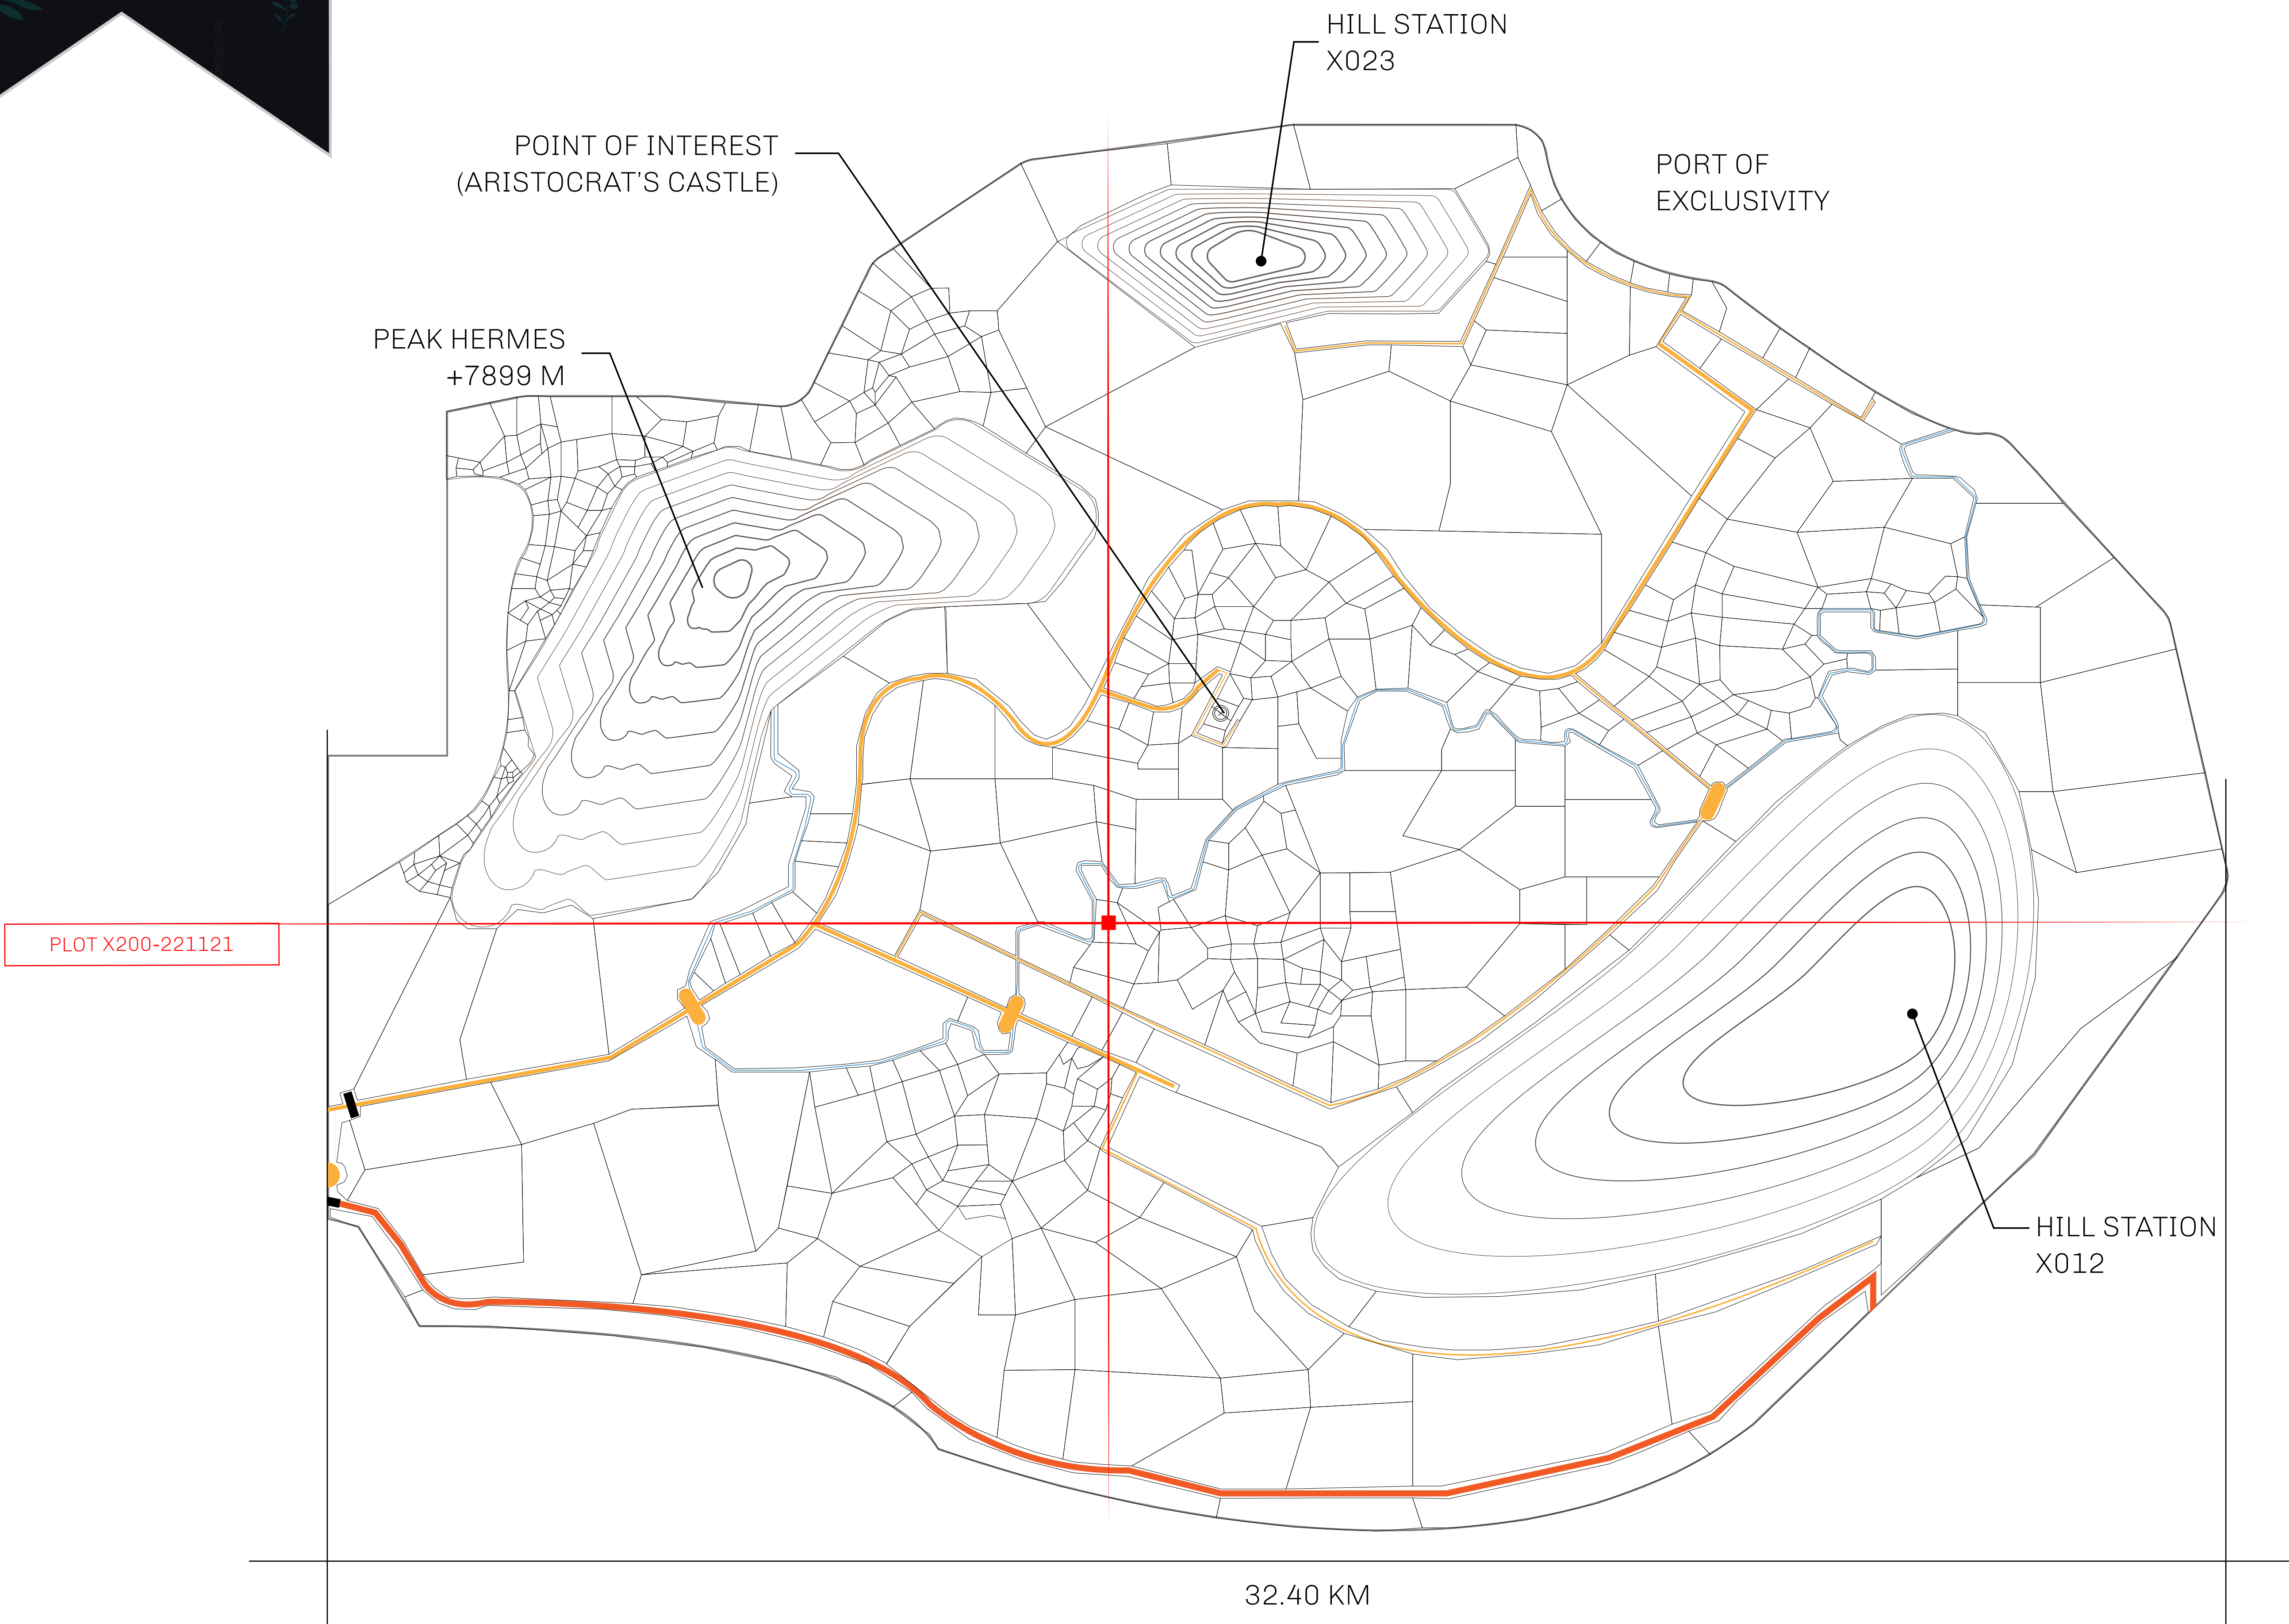 HILL STATION
X023
POINT OF INTEREST
(ARISTOCRAT'S CASTLE)
PORT OF
EXCLUSIVITY
PEAK HERMES
+7899 M
PLOT X200-221121
HILL STATION
X012
32.40 KM